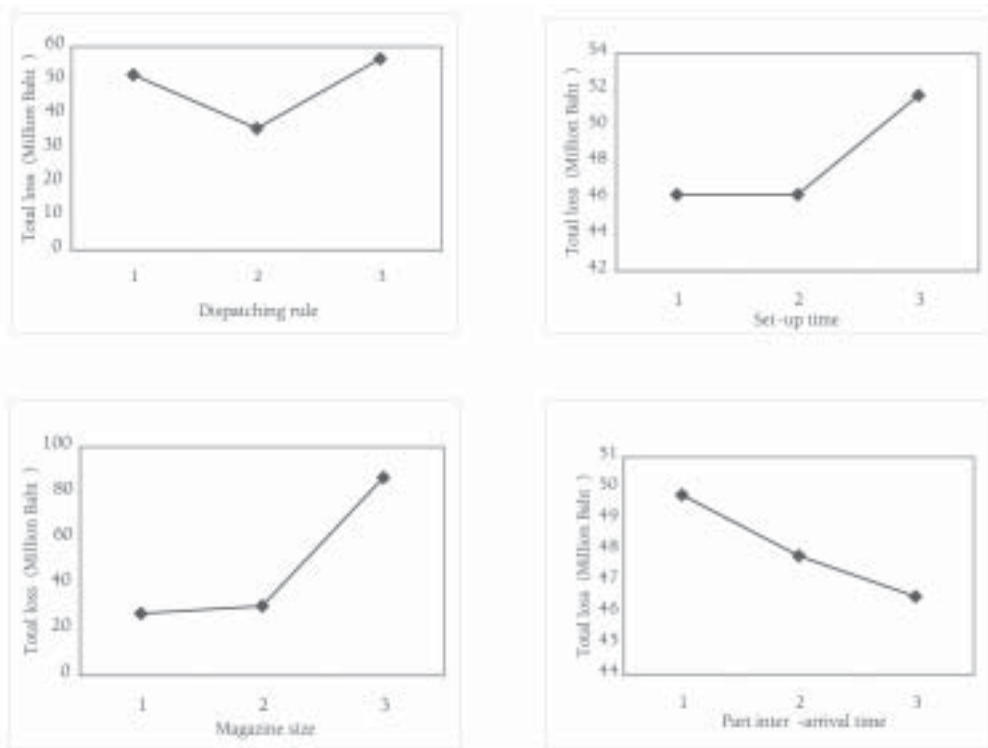 Total loss (Million Baht )
60
50
40
30
20
10
0
1 2 3
Dispatching rule
Total loss (Million Baht )
54
52
50
48
46
44
42
1 2 3
Set -up time
Total loss (Million Baht )
100
80
60
40
20
0
1 2 3
Magazine size
Total loss (Million Baht )
51
50
49
48
47
46
45
44
1 2 3
Part inter -arrival time